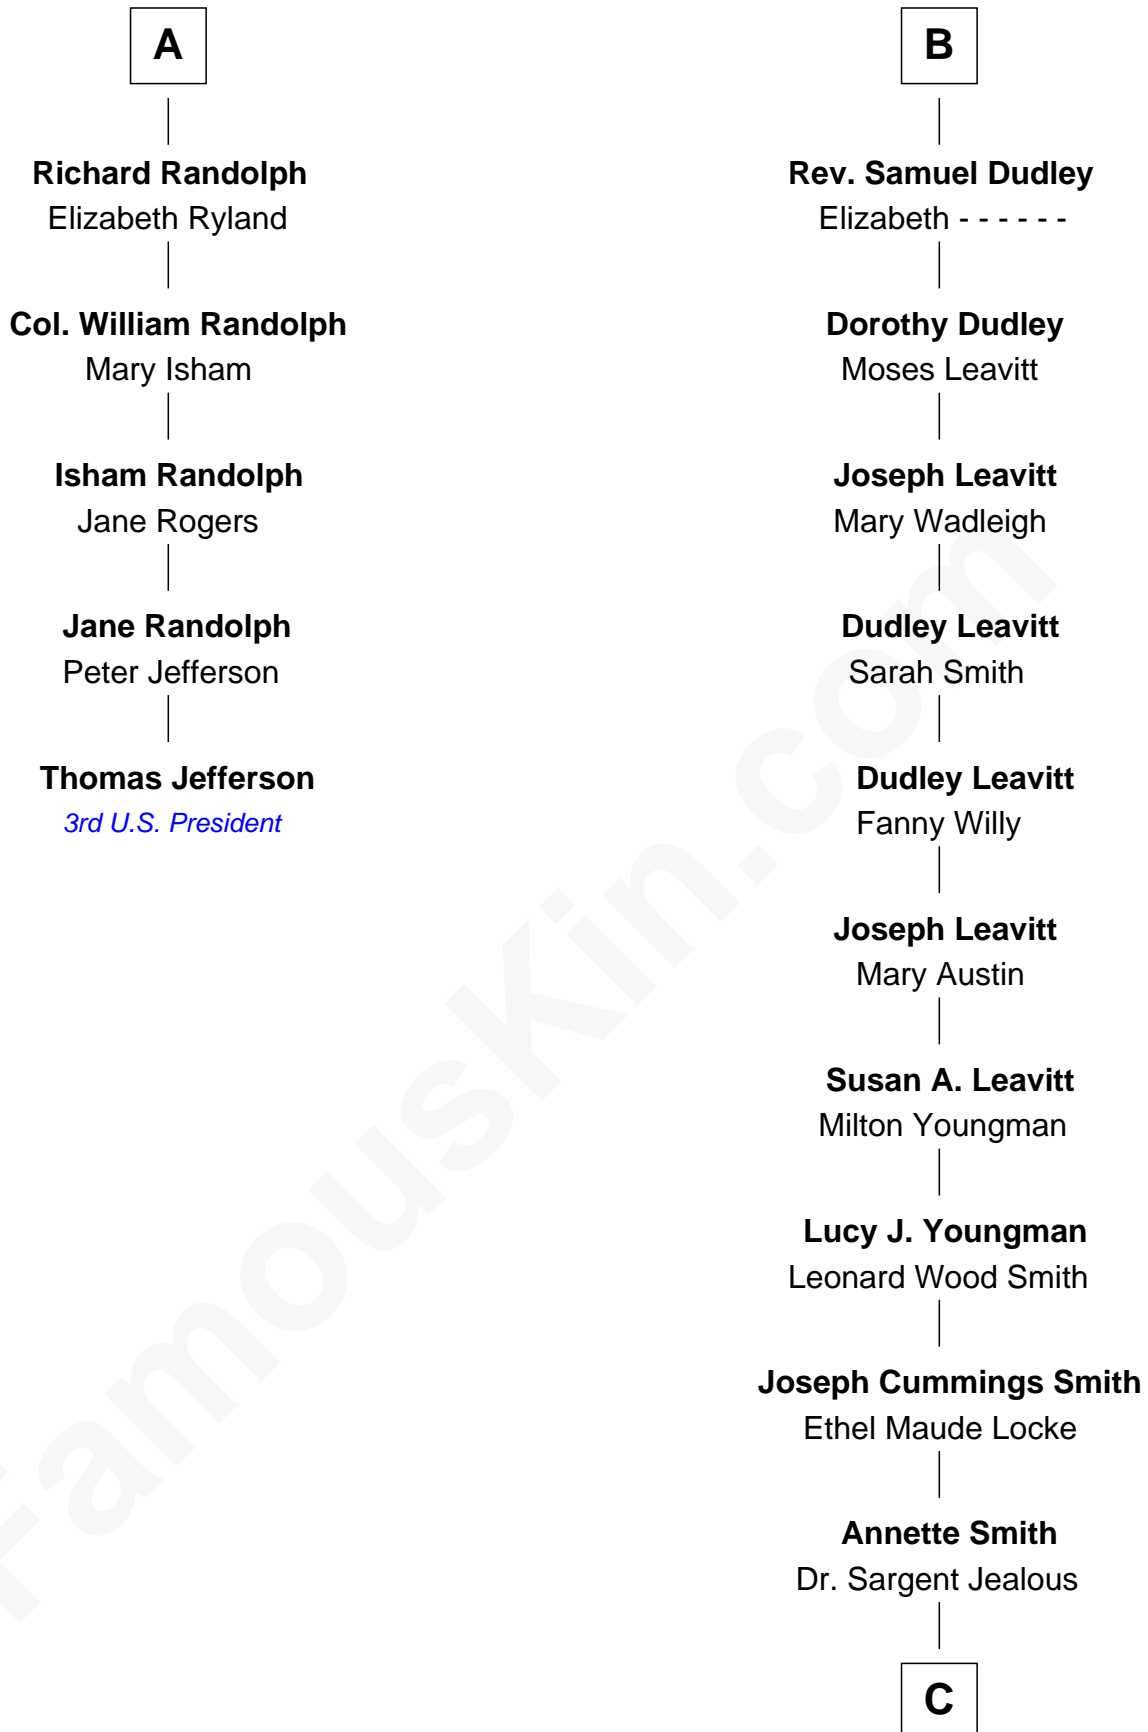 A
Richard Randolph
Elizabeth Ryland
Col. William Randolph
Mary Isham
Isham Randolph
Jane Rogers
Jane Randolph
Peter Jefferson
Thomas Jefferson
3rd U.S. President
B
Rev. Samuel Dudley
Elizabeth - - - - - -
Dorothy Dudley
Moses Leavitt
Joseph Leavitt
Mary Wadleigh
Dudley Leavitt
Sarah Smith
Dudley Leavitt
Fanny Willy
Joseph Leavitt
Mary Austin
Susan A. Leavitt
Milton Youngman
Lucy J. Youngman
Leonard Wood Smith
Joseph Cummings Smith
Ethel Maude Locke
Annette Smith
Dr. Sargent Jealous
C
FamousKin.com